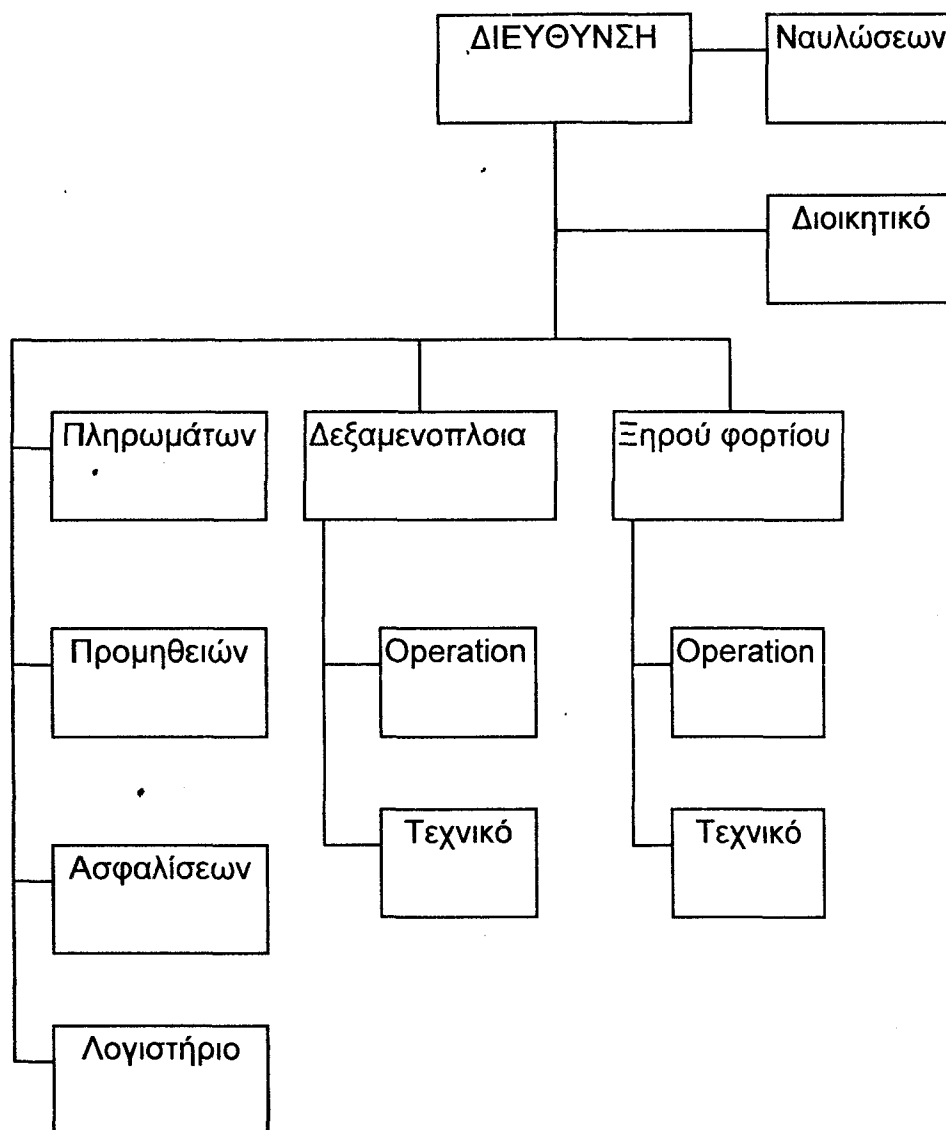 ΔΙΕΥΘΥΝΣΗ
Ναυλώσεων
Διοικητικό
Πληρωμάτων
Δεξαμενοπλοια
Ξηρού φορτίου
Προμηθειών
Operation
Operation
Τεχνικό
Τεχνικό
Ασφαλίσεων
Λογιστήριο